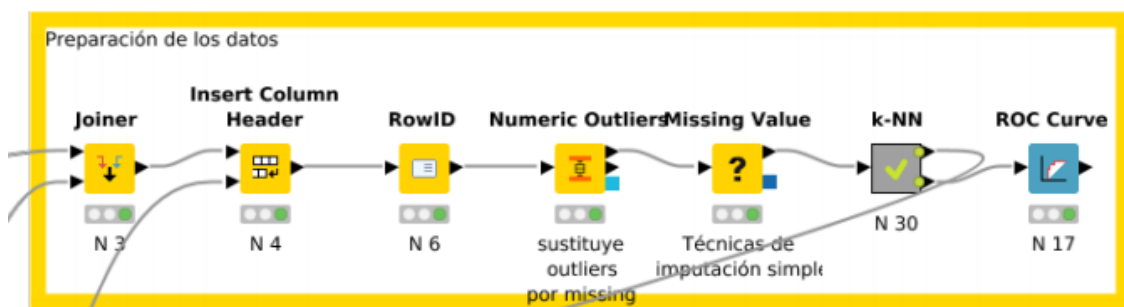 Preparación de los datos
Joiner
Insert Column
Header
RowID
Numeric Outliers
Missing Value
k-NN
ROC Curve
?
N 3
N 4
N 6
sustituye
outliers
por missing
Técnicas de
imputación simple
N 30
N 17